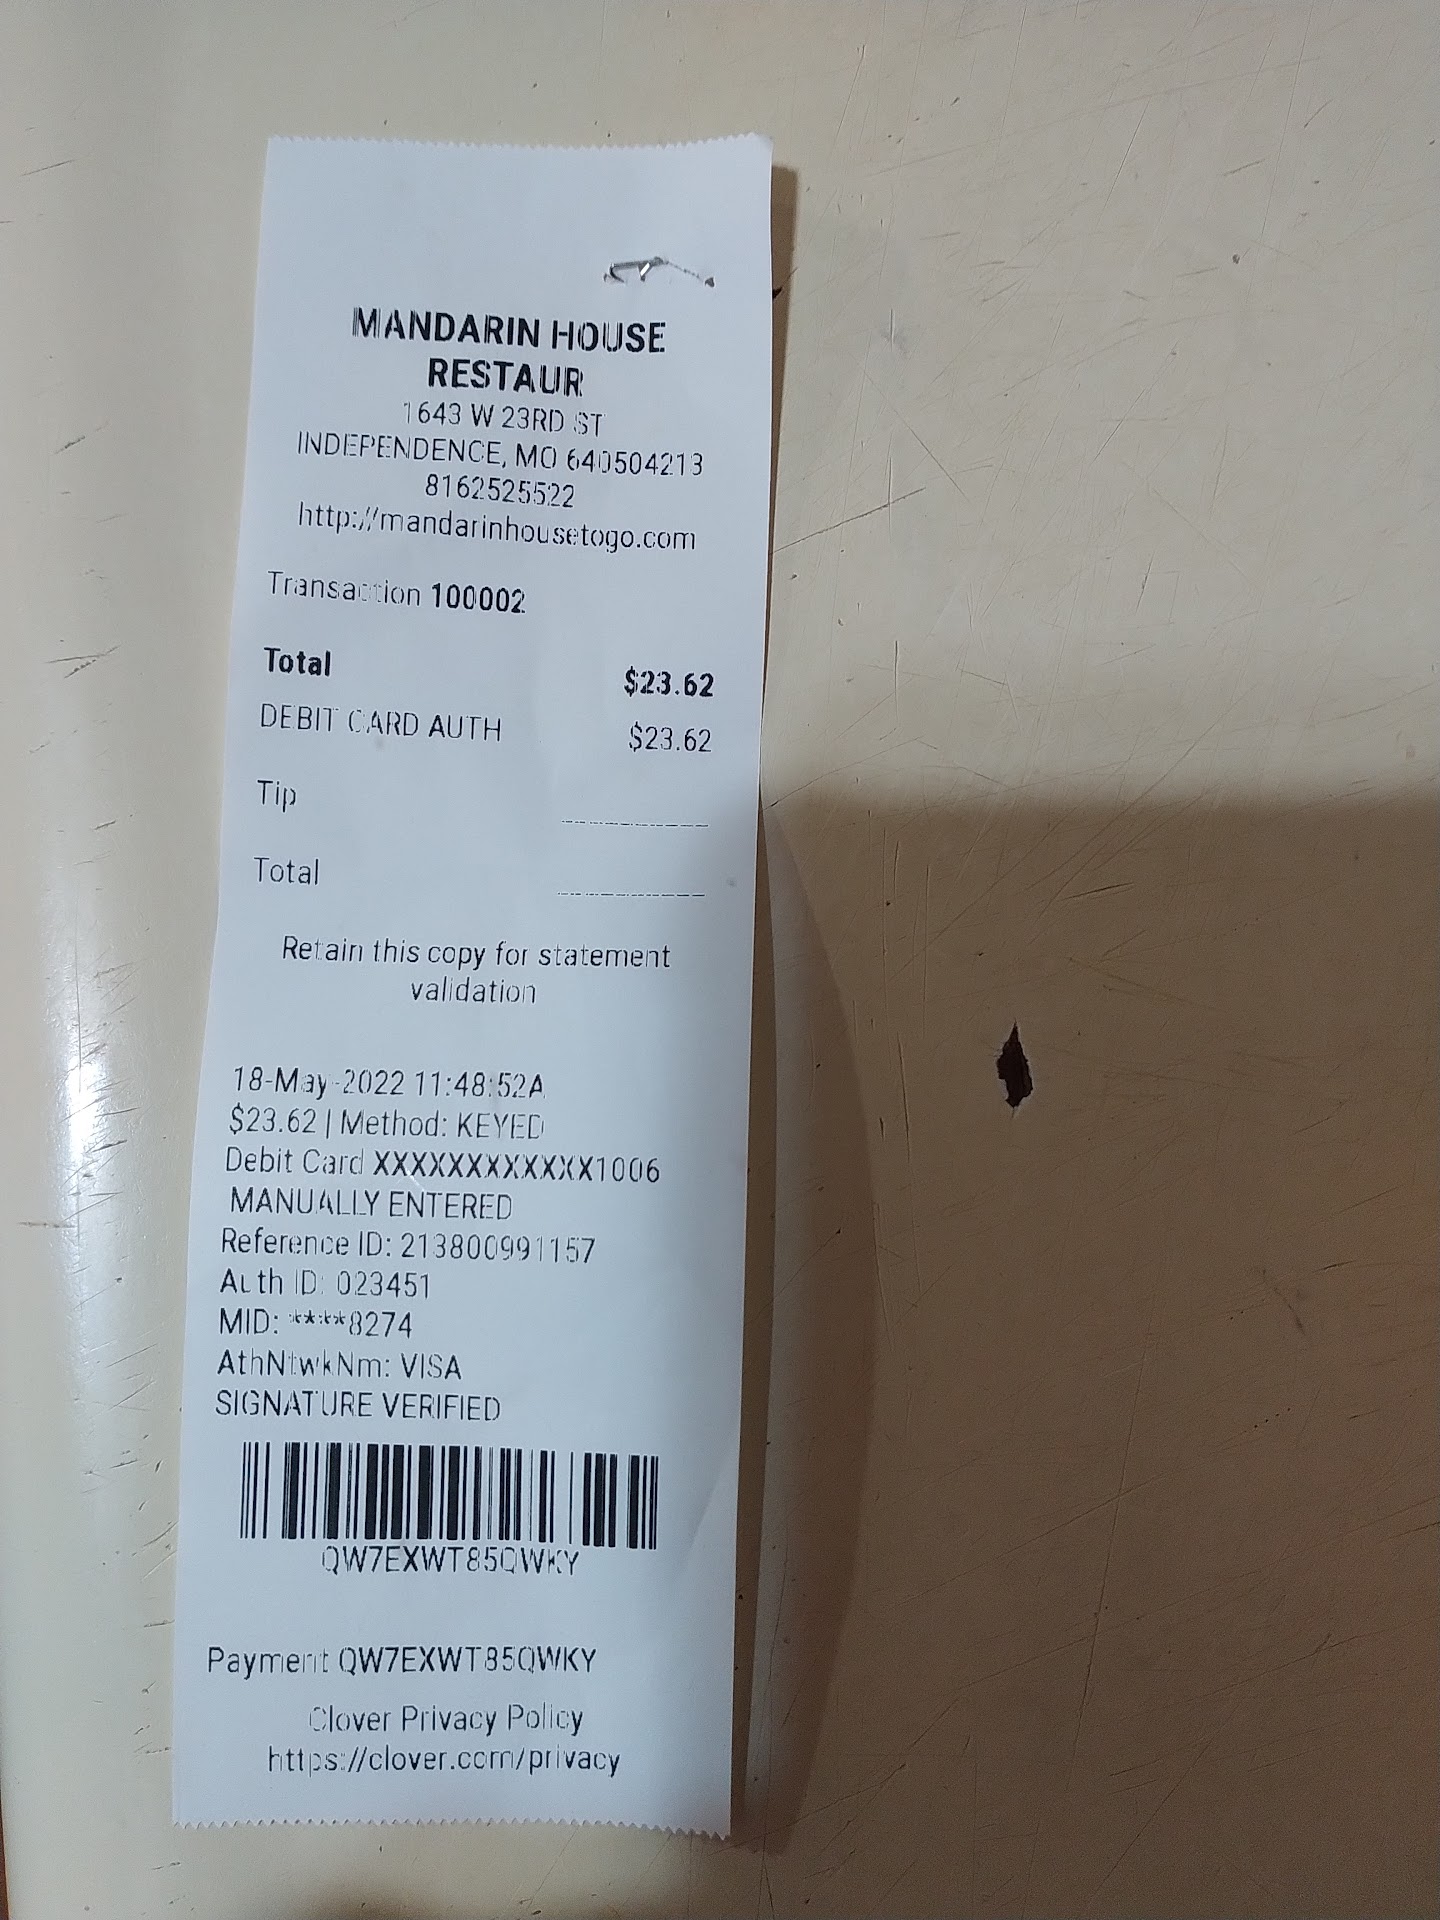 MANDARIN HOUSE
RESTAUR
1643 W 23RD ST
INDEPENDENCE, MO 640504213
8162525522
http://mandarinhousetogo.com
Transaction 100002
Total $23.62
DEBIT CARD AUTH $23.62
Tip
Total
Retain this copy for statement
validation
18-May-2022 11:48:52A
$23.62 | Method: KEYED
Debit Card XXXXXXXXXXXX1006
MANUALLY ENTERED
Reference ID: 213800991157
Auth ID: 023451
MID: ****8274
AthNtwkNm: VISA
SIGNATURE VERIFIED
QW7EXWT85QWKY
Payment QW7EXWT85QWKY
Clover Privacy Policy
https://clover.com/privacy